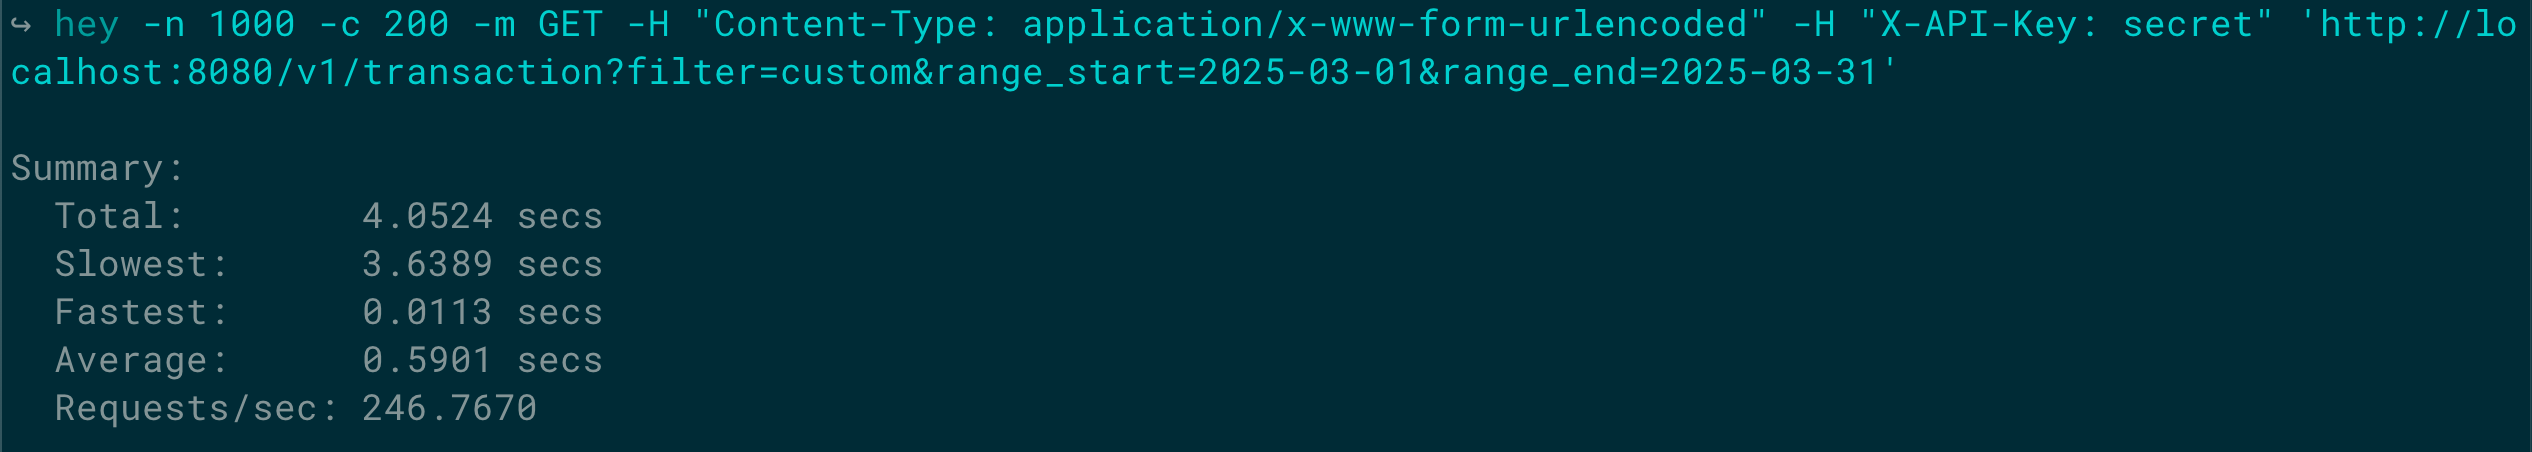 ↪ hey -n 1000 -c 200 -m GET -H "Content-Type: application/x-www-form-urlencoded" -H "X-API-Key: secret" 'http://lo
calhost:8080/v1/transaction?filter=custom&range_start=2025-03-01&range_end=2025-03-31'
Summary:
Total: 4.0524 secs
Slowest: 3.6389 secs
Fastest: 0.0113 secs
Average: 0.5901 secs
Requests/sec: 246.7670